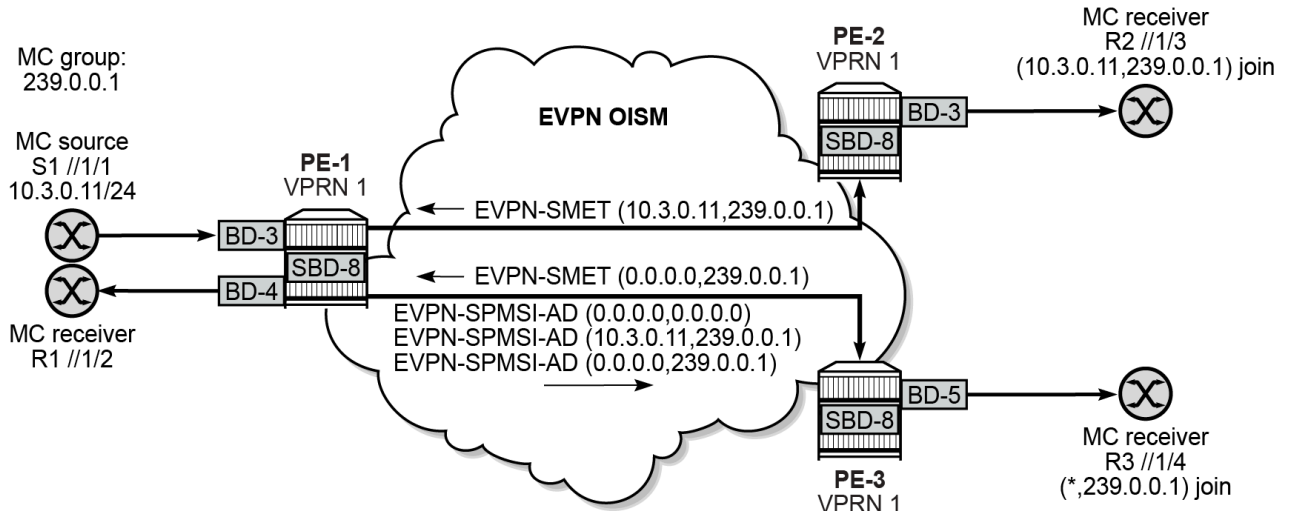 MC group:
239.0.0.1
MC source
S1 //1/1
10.3.0.11/24
BD-3
BD-4
MC receiver
R1 //1/2
PE-1
VPRN 1
SBD-8
EVPN OISM
EVPN-SMET (10.3.0.11,239.0.0.1)
EVPN-SMET (0.0.0.0,239.0.0.1)
EVPN-SPMSI-AD (0.0.0.0,0.0.0.0)
EVPN-SPMSI-AD (10.3.0.11,239.0.0.1)
EVPN-SPMSI-AD (0.0.0.0,239.0.0.1)
PE-2
VPRN 1
BD-3
SBD-8
MC receiver
R2 //1/3
(10.3.0.11,239.0.0.1) join
BD-5
SBD-8
PE-3
VPRN 1
MC receiver
R3 //1/4
(*,239.0.0.1) join